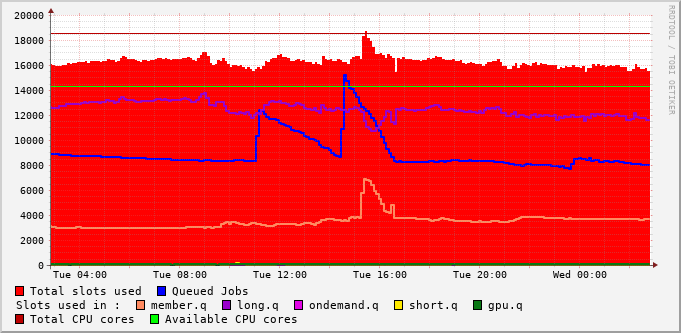 20000
18000
16000
14000
12000
10000
8000
6000
4000
2000
0
Tue 04:00 Tue 08:00 Tue 12:00 Tue 16:00 Tue 20:00 Wed 00:00
RRDTOOL / TOBI OETIKER
Total slots used Queued Jobs
Slots used in : member.q long.q ondemand.q short.q gpu.q
Total CPU cores Available CPU cores